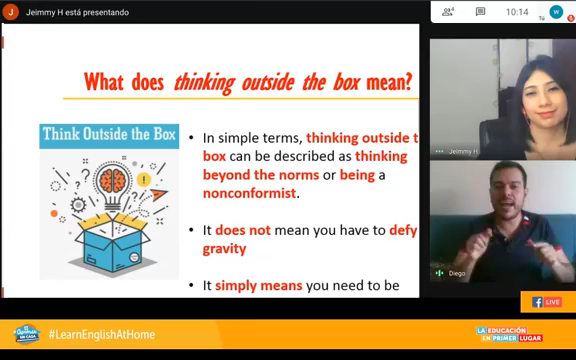 J Jeimmy H está presentando
10:14
W
What does thinking outside the box mean?
Think Outside the Box
• In simple terms, thinking outside t
box can be described as thinking
beyond the norms or being a
nonconformist.
• It does not mean you have to defy
gravity
• It simply means you need to be
Jeimmy H
Diego
LIVE
#LearnEnglishAtHome
LA EDUCACIÓN
EN PRIMER LUGAR